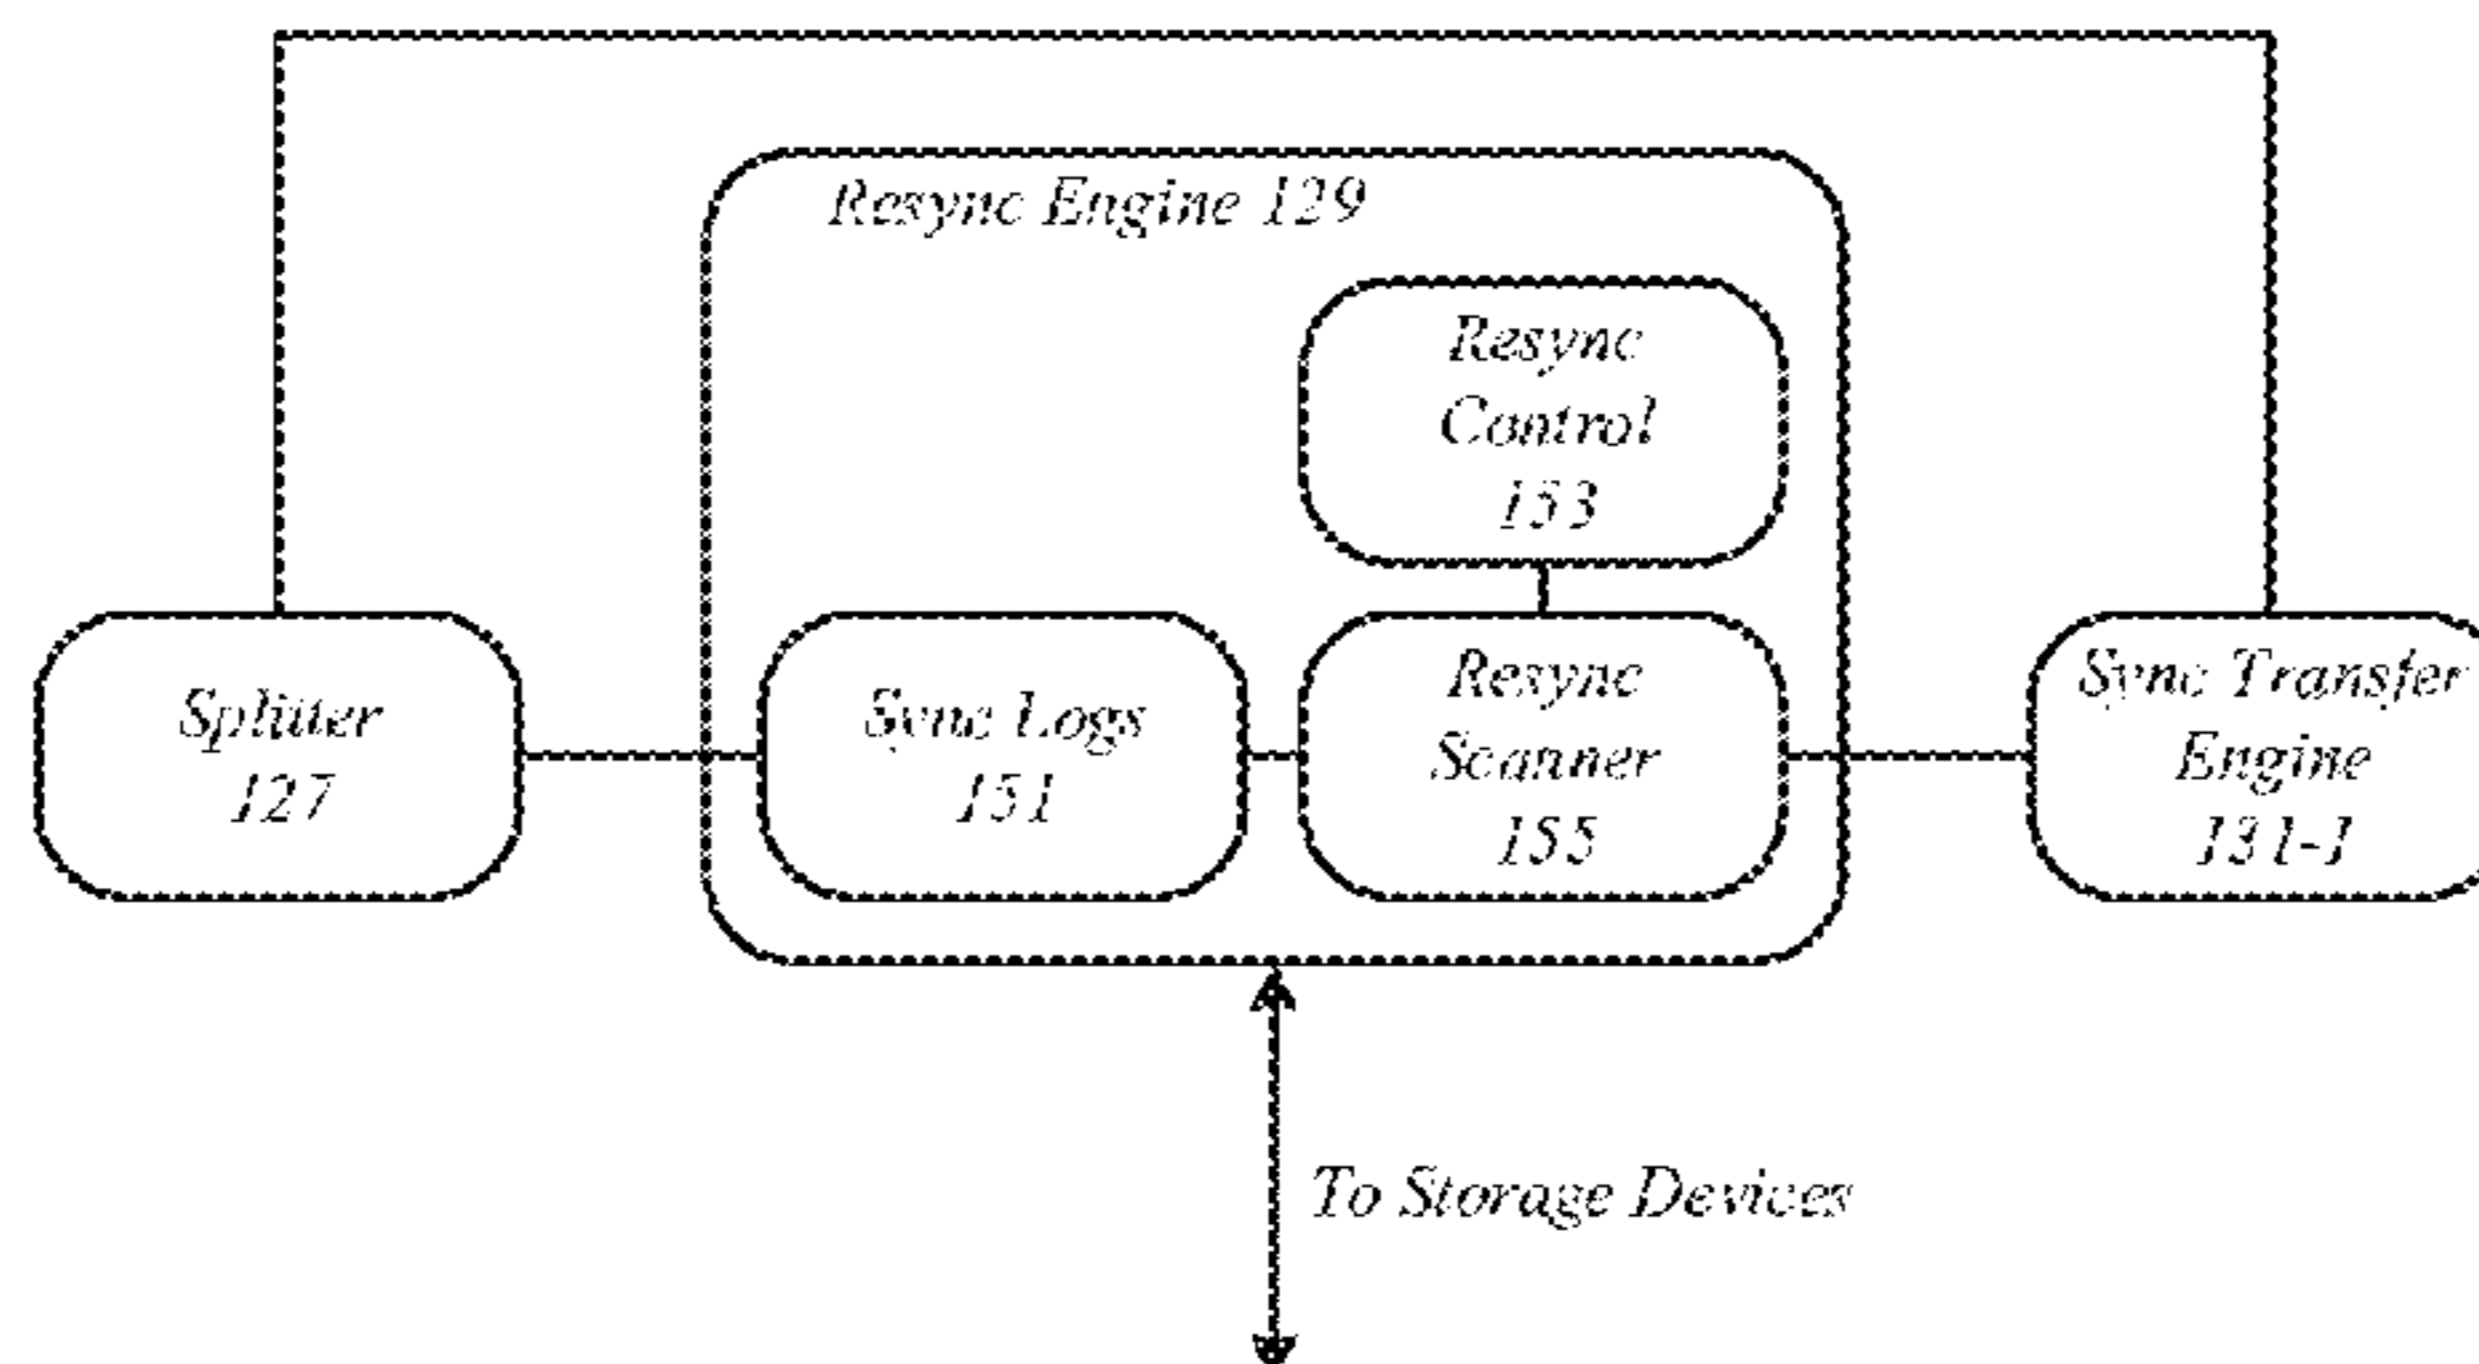 Resync Engine 129
Resync
Control
153
Splitter
127
Sync Logs
151
Resync
Scanner
155
Sync Transfer
Engine
131-1
To Storage Devices